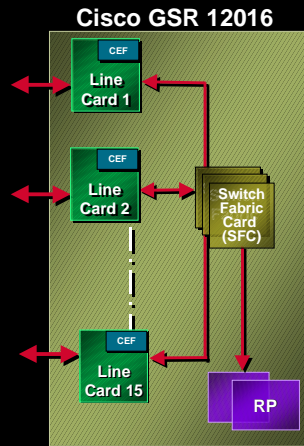 Cisco GSR 12016
CEF
Line
Card 1
CEF
Line
Card 2
Switch
Fabric
Card
(SFC)
CEF
Line
Card 15
RP